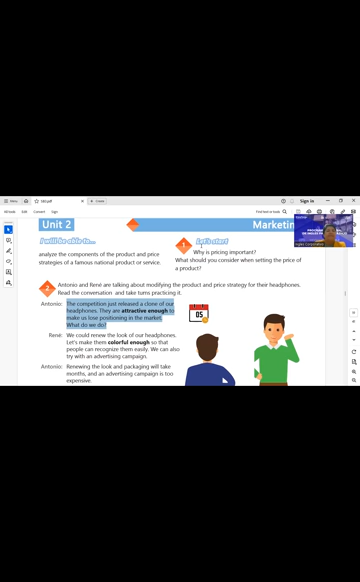 Menu
Create
Sign in
All tools
Edit
Convert
Sign
Find text or tools
Unit 2
Marketin
I will be able to...
1
Let's start
analyze the components of the product and price
strategies of a famous national product or service.
Why is pricing important?
What should you consider when setting the price of
a product?
2
Antonio and René are talking about modifying the product and price strategy for their headphones.
Read the conversation and take turns practicing it.
Antonio: The competition just released a clone of our
headphones. They are attractive enough to
make us lose positioning in the market.
What do we do?
05
René: We could renew the look of our headphones.
Let's make them colorful enough so that
people can recognize them easily. We can also
try with an advertising campaign.
Antonio: Renewing the look and packaging will take
months, and an advertising campaign is too
expensive.